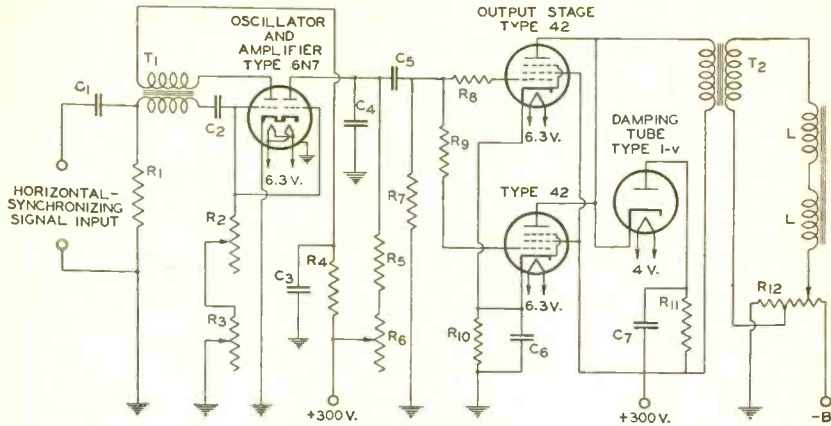 OSCILLATOR
AND
AMPLIFIER
TYPE 6N7
OUTPUT STAGE
TYPE 42
T1
C1
C2
C5
C4
R8
T2
R9
6.3 V.
6.3 V.
DAMPING
TUBE
TYPE 1-V
L
R1
R7
TYPE 42
HORIZONTAL-
SYNCHRONIZING
SIGNAL INPUT
R2
L
R4
R5
4 V.
C3
6.3 V.
R12
R3
R6
R10
C6
C7
R11
+300 V.
+300 V.
-B